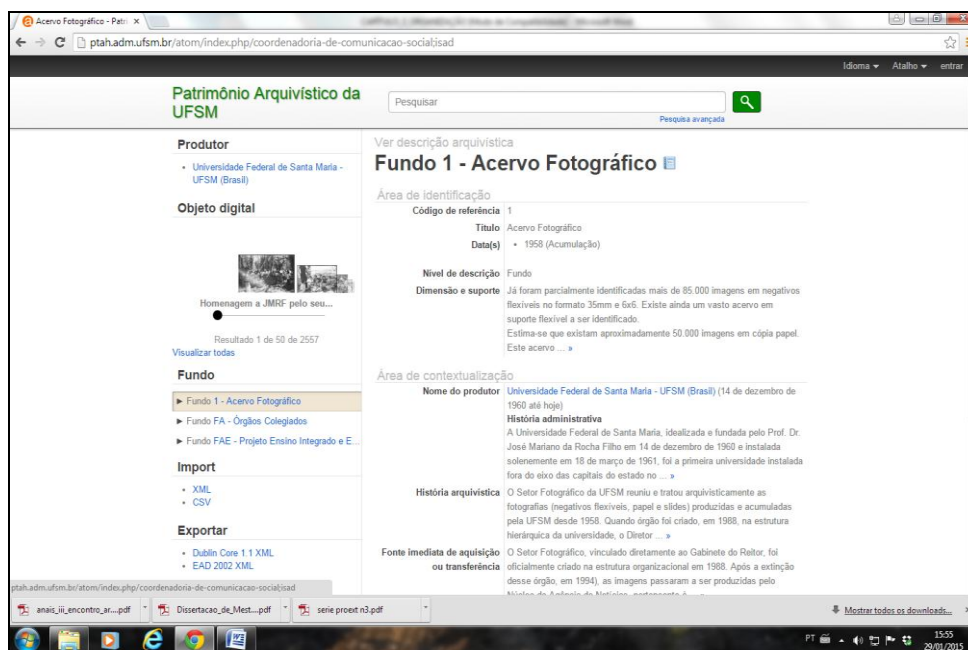 Acervo Fotográfico - Patri
ptah.adm.ufsm.br/atom/index.php/coordenadoria-de-comunicacao-social;isad
Idioma Atalho entrar
Patrimônio Arquivístico da
UFSM
Pesquisar
Pesquisa avançada
Produtor
Universidade Federal de Santa Maria -
UFSM (Brasil)
Objeto digital
Homenagem a JMRF pelo seu...
Resultado 1 de 50 de 2557
Visualizar todas
Fundo
Fundo 1 - Acervo Fotográfico
Fundo FA - Órgãos Colegiados
Fundo FAE - Projeto Ensino Integrado e E...
Import
XML
CSV
Exportar
Dublin Core 1.1 XML
EAD 2002 XML
Ver descrição arquivística
Fundo 1 - Acervo Fotográfico
Área de identificação
Código de referência 1
Título Acervo Fotográfico
Data(s) • 1958 (Acumulação)
Nível de descrição Fundo
Dimensão e suporte Já foram parcialmente identificadas mais de 85.000 imagens em negativos
flexíveis no formato 35mm e 6x6. Existe ainda um vasto acervo em
suporte flexível a ser identificado.
Estima-se que existam aproximadamente 50.000 imagens em cópia papel.
Este acervo ... »
Área de contextualização
Nome do produtor Universidade Federal de Santa Maria - UFSM (Brasil) (14 de dezembro de
1960 até hoje)
História administrativa
A Universidade Federal de Santa Maria, idealizada e fundada pelo Prof. Dr.
José Mariano da Rocha Filho em 14 de dezembro de 1960 e instalada
solenemente em 18 de março de 1961, foi a primeira universidade instalada
fora do eixo das capitais do estado no ... »
História arquivística O Setor Fotográfico da UFSM reuniu e tratou arquivisticamente as
fotografias (negativos flexíveis, papel e slides) produzidas e acumuladas
pela UFSM desde 1958. Quando órgão foi criado, em 1988, na estrutura
hierárquica da universidade, o Diretor ... »
Fonte imediata de aquisição O Setor Fotográfico, vinculado diretamente ao Gabinete do Reitor, foi
ou transferência oficialmente criado na estrutura organizacional em 1988. Após a extinção
desse órgão, em 1994), as imagens passaram a ser produzidas pelo
ptah.adm.ufsm.br/atom/index.php/coordenadoria-de-comunicacao-social;isad
anais_iii_encontro_ar....pdf Dissertacao_de_Mest....pdf serie proext n3.pdf Mostrar todos os downloads...
PT 15:55
29/01/2015